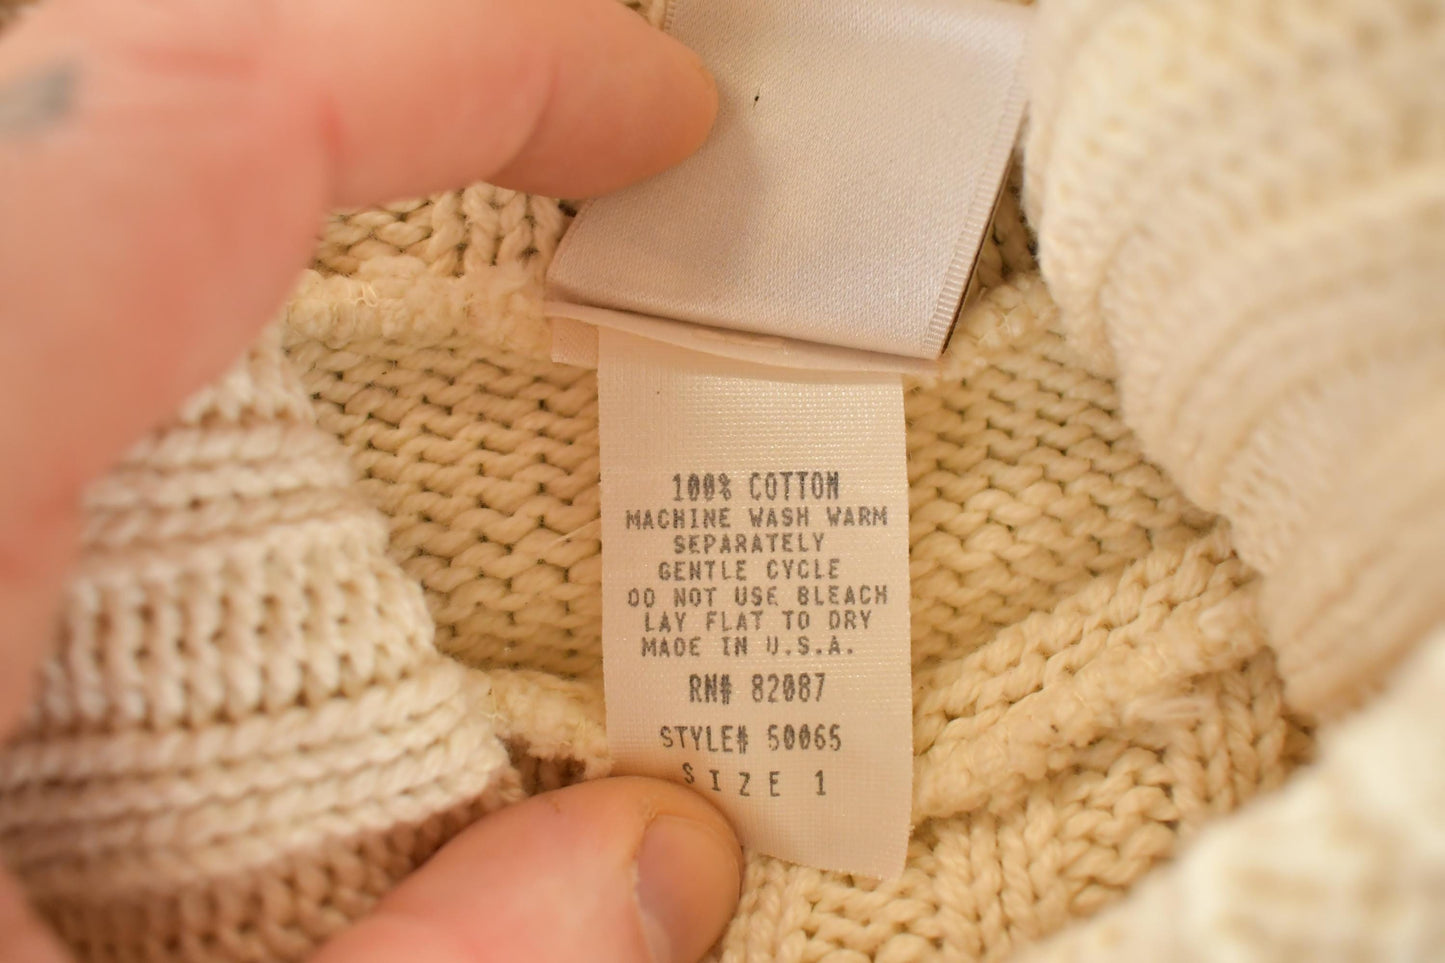 100% COTTON
MACHINE WASH WARM
SEPARATELY
GENTLE CYCLE
DO NOT USE BLEACH
LAY FLAT TO DRY
MADE IN U.S.A.
RN# 82087
STYLE# 50065
SIZE 1